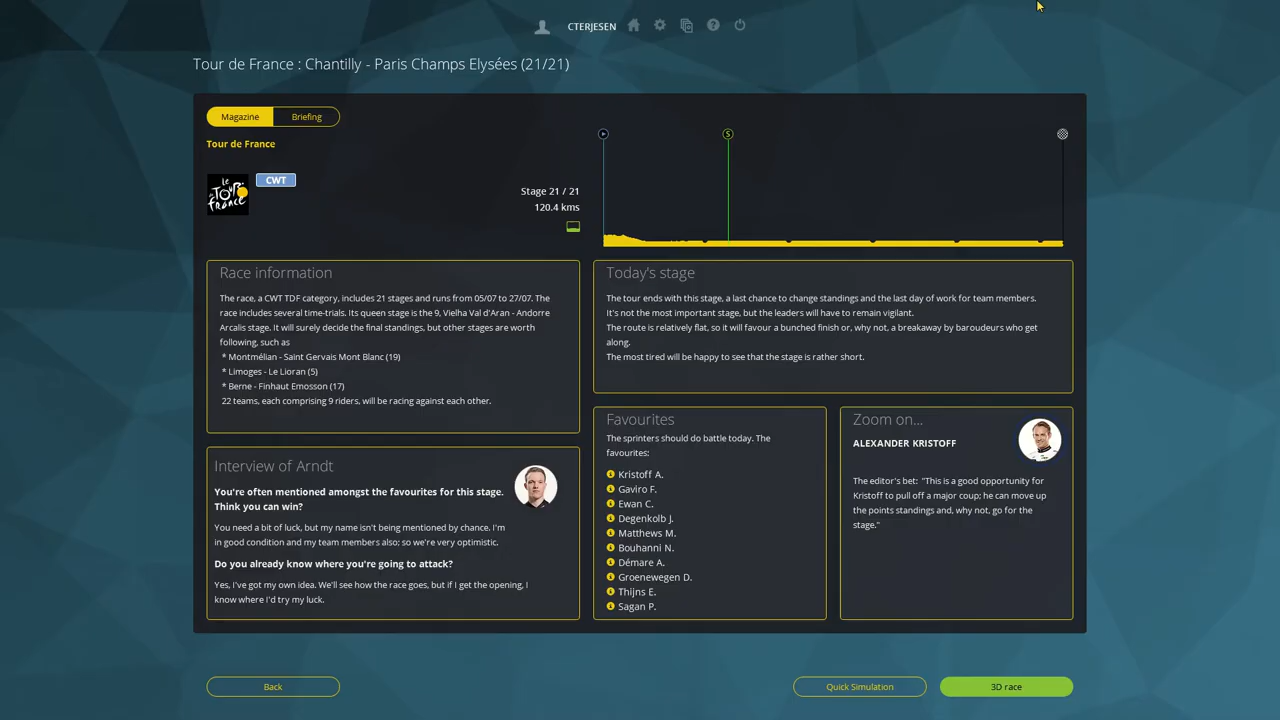 CTERJESEN
Tour de France : Chantilly - Paris Champs Elysées (21/21)
Magazine
Briefing
Tour de France
le
TOUR
de
france
CWT
Stage 21 / 21
120.4 kms
S
Race information
The race, a CWT TDF category, includes 21 stages and runs from 05/07 to 27/07. The
race includes several time-trials. Its queen stage is the 9, Vielha Val d'Aran - Andorre
Arcalis stage. It will surely decide the final standings, but other stages are worth
following, such as
* Montmélian - Saint Gervais Mont Blanc (19)
* Limoges - Le Lioran (5)
* Berne - Finhaut Emosson (17)
22 teams, each comprising 9 riders, will be racing against each other.
Today's stage
The tour ends with this stage, a last chance to change standings and the last day of work for team members.
It's not the most important stage, but the leaders will have to remain vigilant.
The route is relatively flat, so it will favour a bunched finish or, why not, a breakaway by baroudeurs who get
along.
The most tired will be happy to see that the stage is rather short.
Interview of Arndt
You're often mentioned amongst the favourites for this stage.
Think you can win?
You need a bit of luck, but my name isn't being mentioned by chance. I'm
in good condition and my team members also; so we're very optimistic.
Do you already know where you're going to attack?
Yes, I've got my own idea. We'll see how the race goes, but if I get the opening, I
know where I'd try my luck.
Favourites
The sprinters should do battle today. The
favourites:
Kristoff A.
Gaviro F.
Ewan C.
Degenkolb J.
Matthews M.
Bouhanni N.
Démare A.
Groenewegen D.
Thijns E.
Sagan P.
Zoom on...
ALEXANDER KRISTOFF
The editor's bet: "This is a good opportunity for
Kristoff to pull off a major coup; he can move up
the points standings and, why not, go for the
stage."
Back
Quick Simulation
3D race